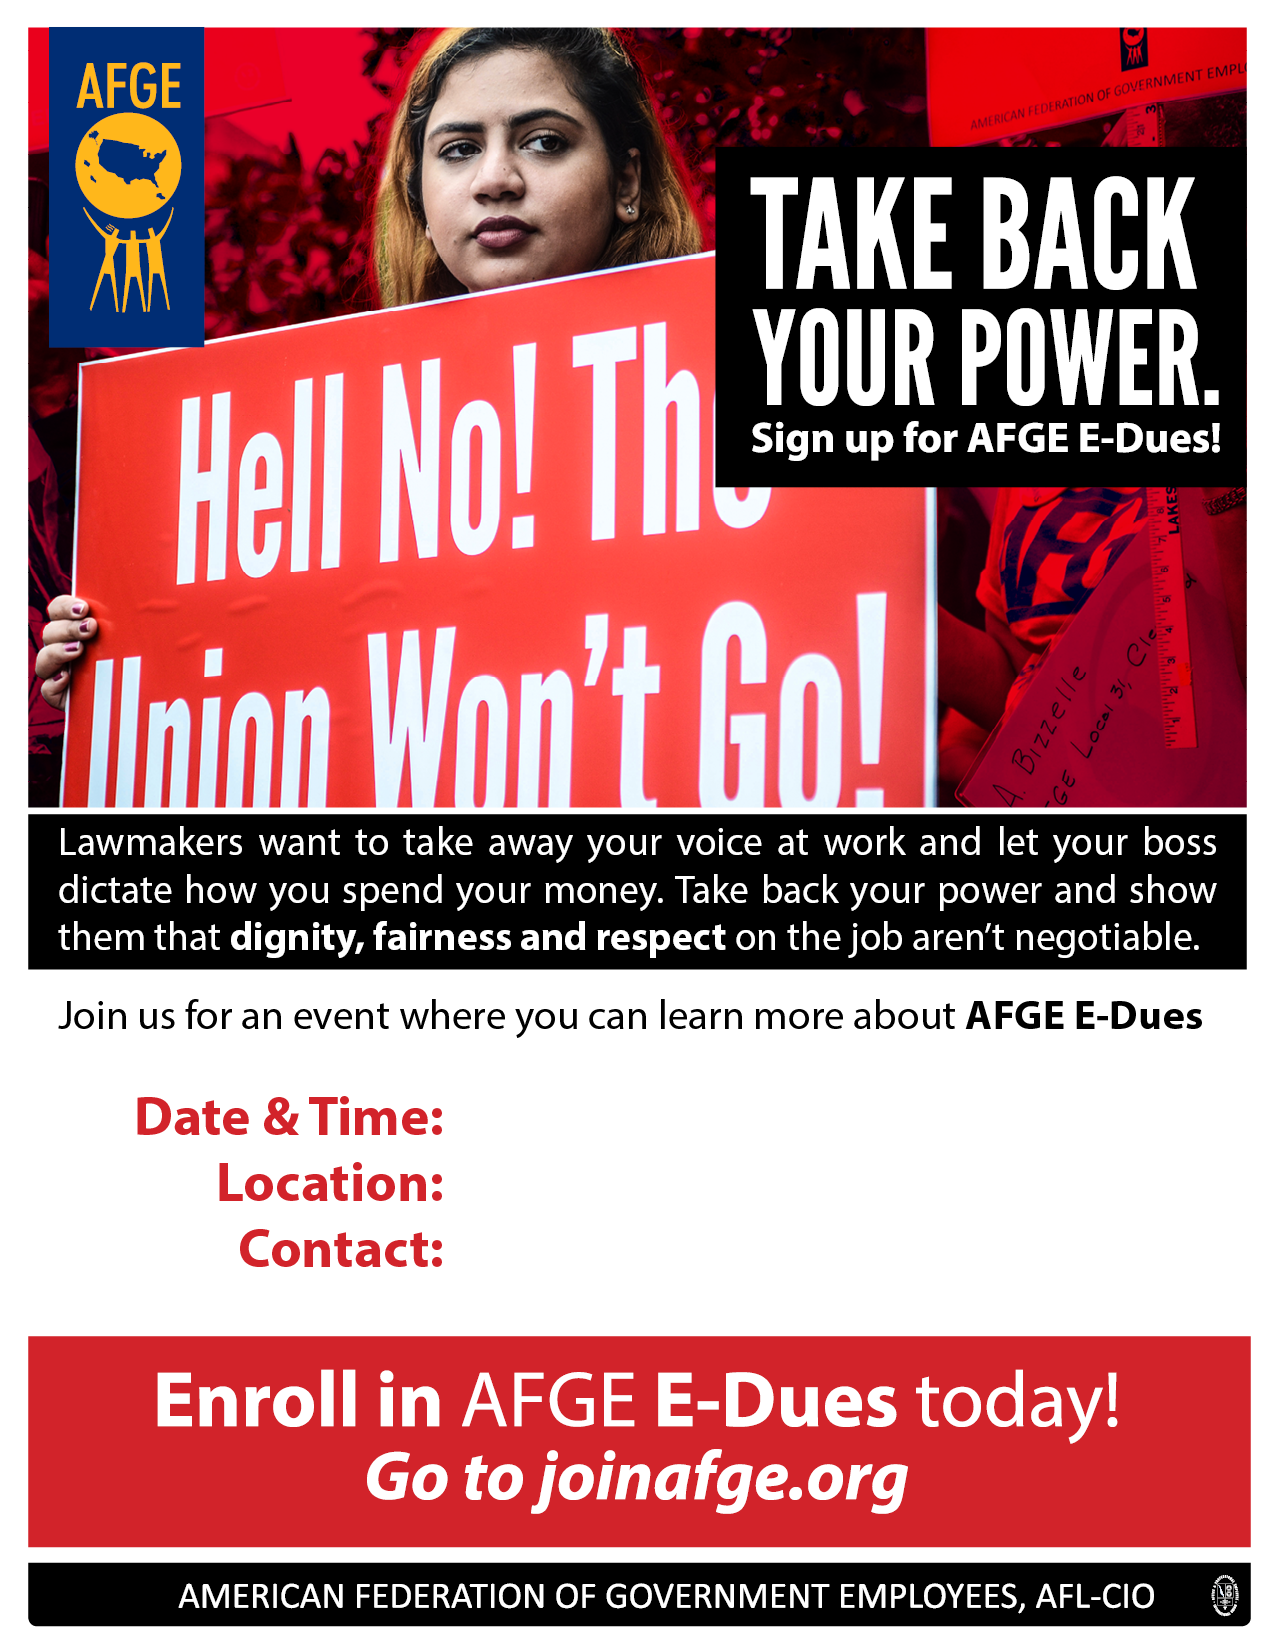 AFGE
AMERICAN FEDERATION OF GOVERNMENT EMPL
TAKE BACK
YOUR POWER.
Sign up for AFGE E-Dues!
Hell No! The
Union Won't Go!
LAKES
A. Bizzelle
GE Local 31, Cle
Lawmakers want to take away your voice at work and let your boss
dictate how you spend your money. Take back your power and show
them that dignity, fairness and respect on the job aren't negotiable.
Join us for an event where you can learn more about AFGE E-Dues
Date & Time:
Location:
Contact:
Enroll in AFGE E-Dues today!
Go to joinafge.org
AMERICAN FEDERATION OF GOVERNMENT EMPLOYEES, AFL-CIO